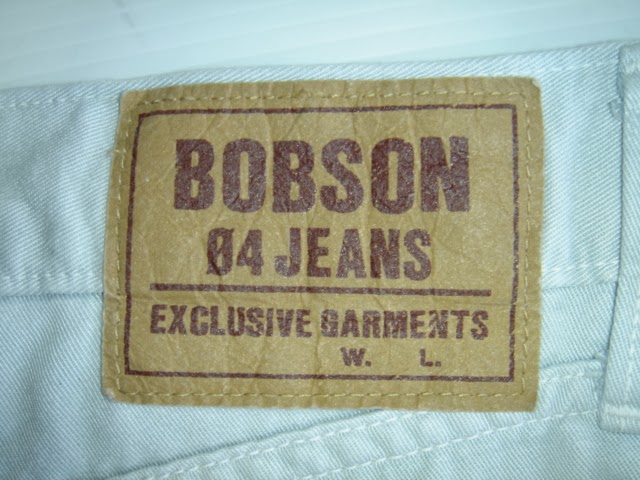 BOBSON
Ø4 JEANS
EXCLUSIVE GARMENTS
W. L.